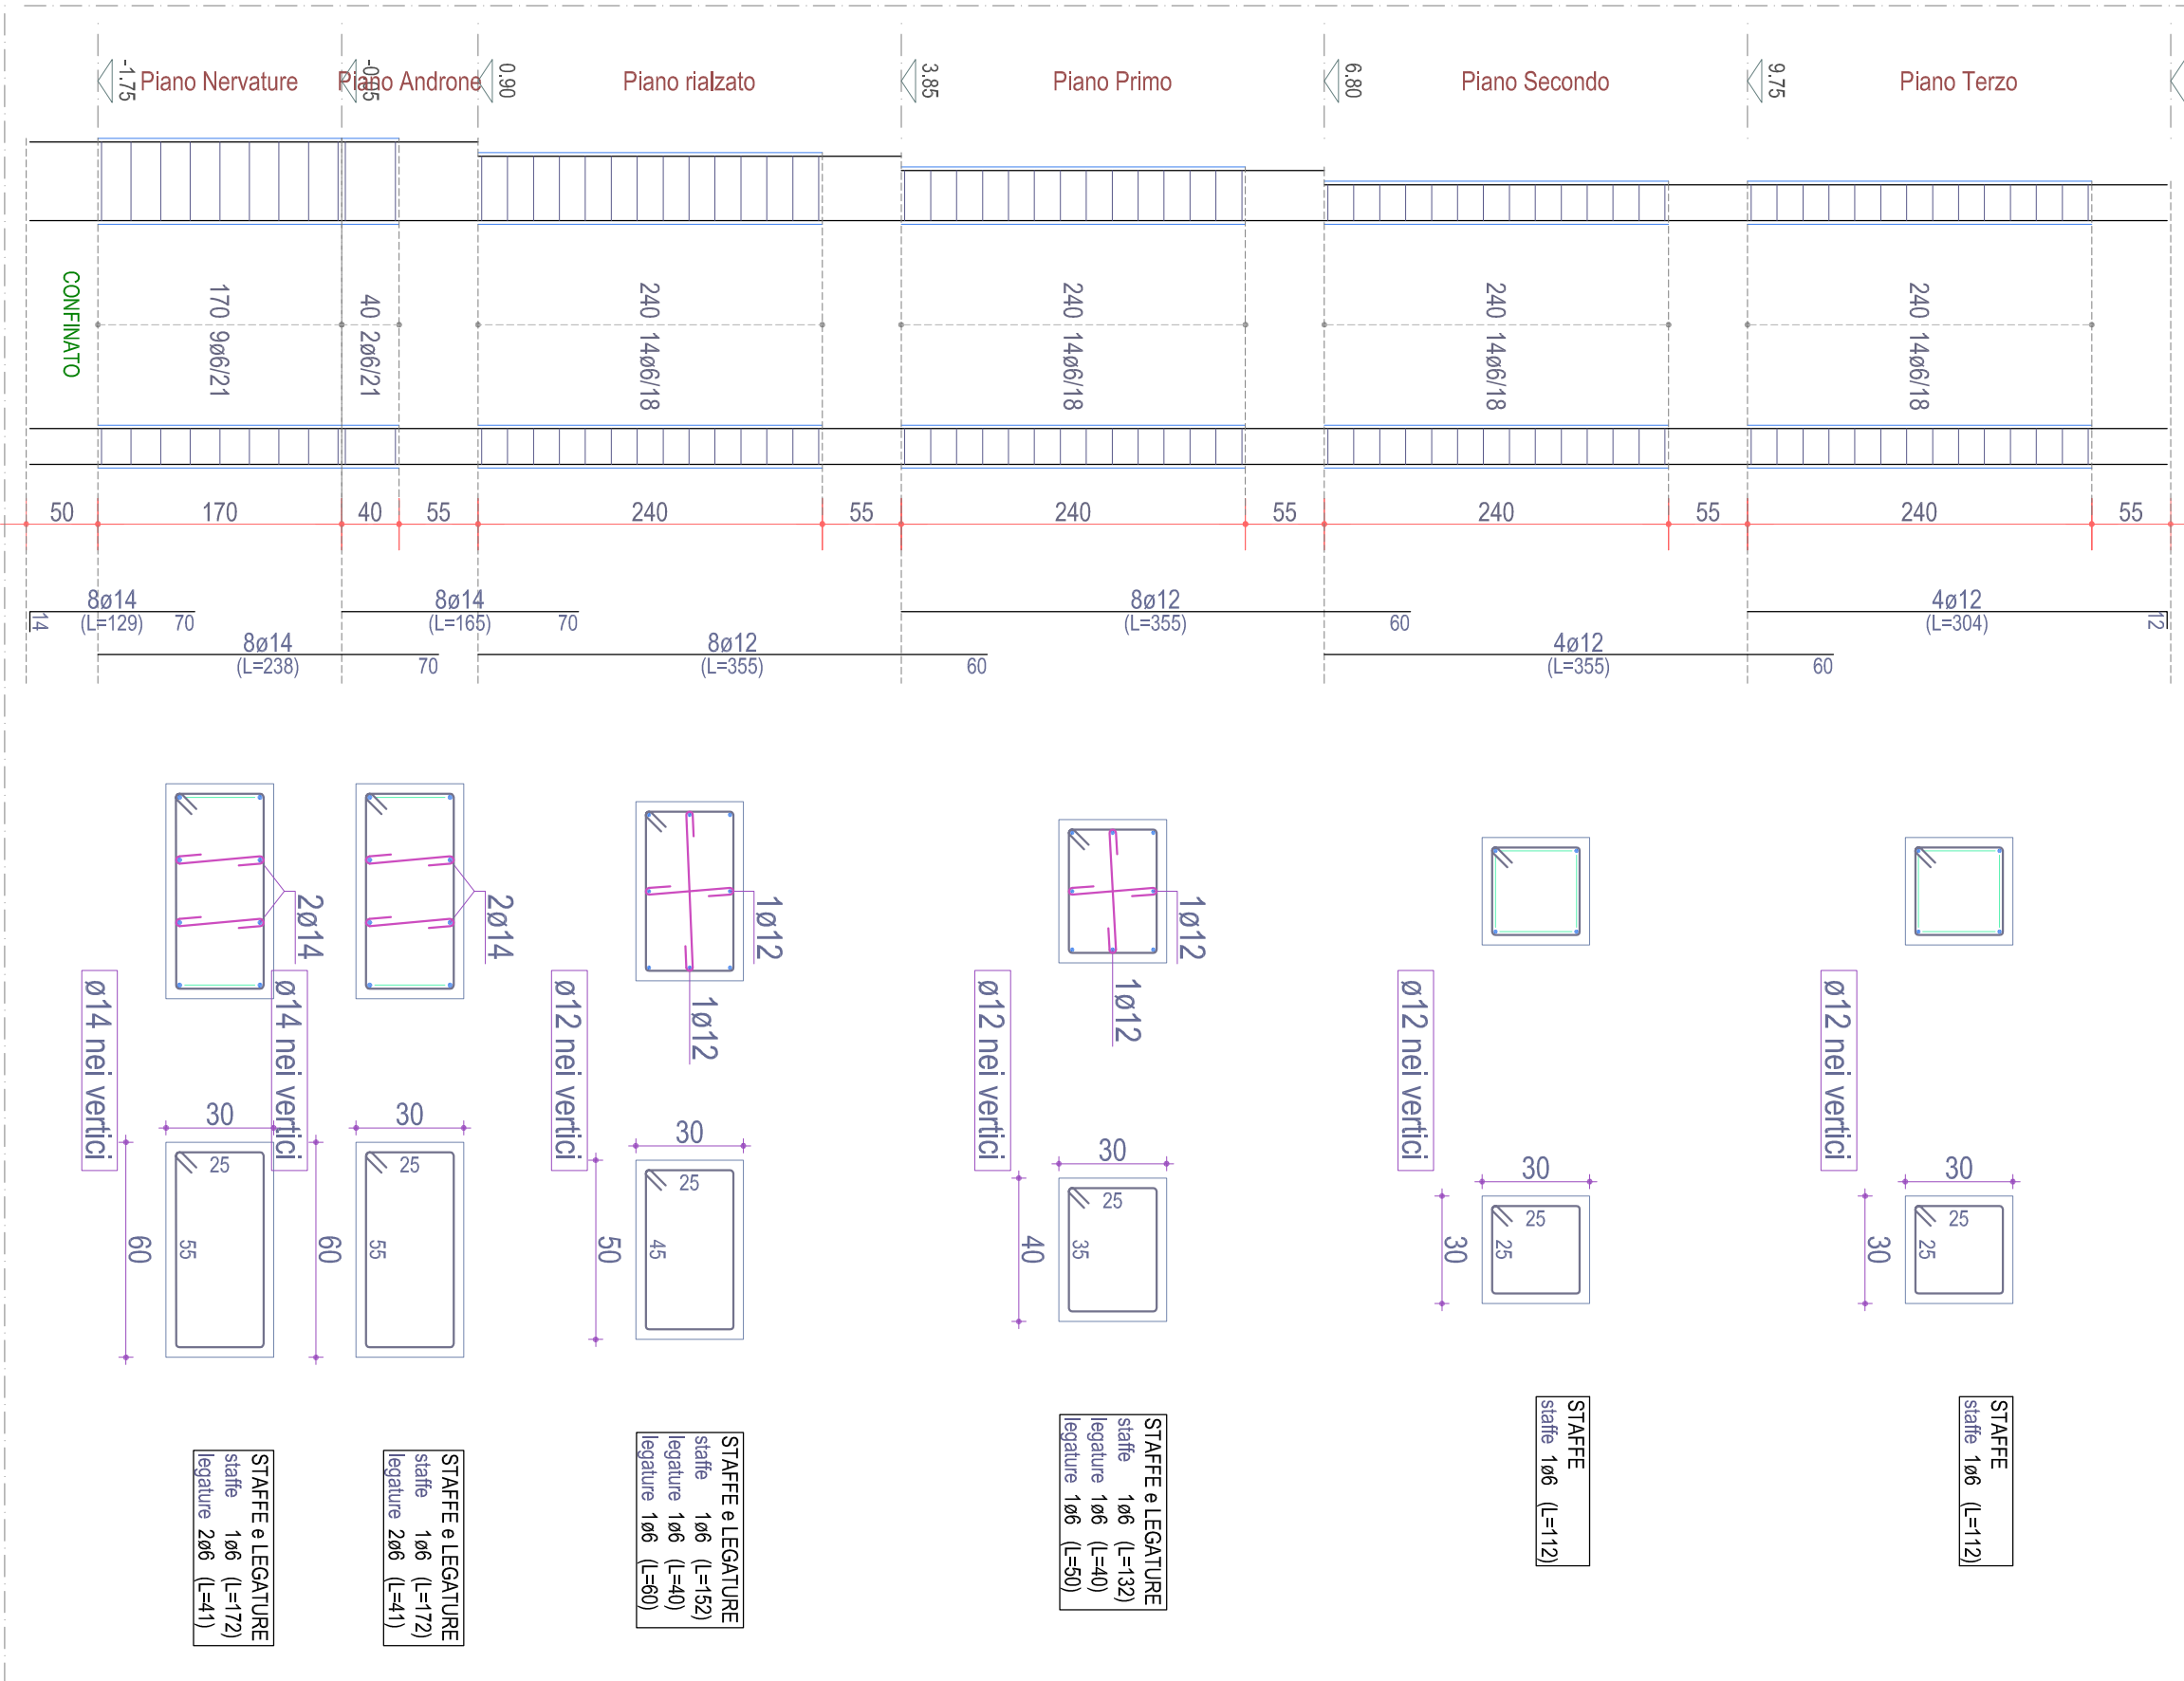 -1.75
Piano Nervature
-0.05
Piano Androne
0.90
Piano rialzato
3.85
Piano Primo
6.80
Piano Secondo
9.75
Piano Terzo
CONFINATO
170 9ø6/21
40 2ø6/21
240 14ø6/18
240 14ø6/18
240 14ø6/18
240 14ø6/18
50 170 40 55 240 55 240 55 240 55 240 55
14
8ø14
(L=129) 70
8ø14
(L=165) 70
8ø12
(L=355) 60
4ø12
(L=304) 12
8ø14
(L=238) 70
8ø12
(L=355) 60
4ø12
(L=355) 60
2ø14
2ø14
1ø12
1ø12
1ø12
1ø12
ø14 nei vertici
ø14 nei vertici
ø12 nei vertici
ø12 nei vertici
ø12 nei vertici
ø12 nei vertici
30
25
55
60
30
25
55
60
30
25
45
50
30
25
35
40
30
25
25
30
30
25
25
30
STAFFE e LEGATURE
staffe 1ø6 (L=172)
legature 2ø6 (L=41)
STAFFE e LEGATURE
staffe 1ø6 (L=172)
legature 2ø6 (L=41)
STAFFE e LEGATURE
staffe 1ø6 (L=152)
legature 1ø6 (L=40)
legature 1ø6 (L=60)
STAFFE e LEGATURE
staffe 1ø6 (L=132)
legature 1ø6 (L=40)
legature 1ø6 (L=50)
STAFFE
staffe 1ø6 (L=112)
STAFFE
staffe 1ø6 (L=112)